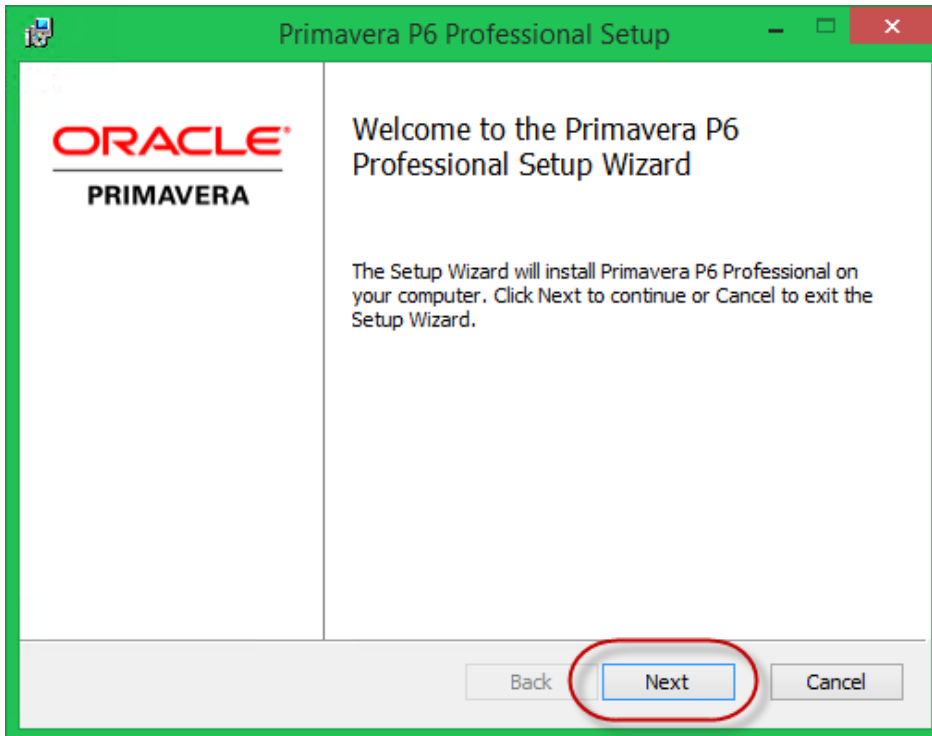 Primavera P6 Professional Setup
ORACLE
PRIMAVERA
Welcome to the Primavera P6
Professional Setup Wizard
The Setup Wizard will install Primavera P6 Professional on
your computer. Click Next to continue or Cancel to exit the
Setup Wizard.
Back Next Cancel